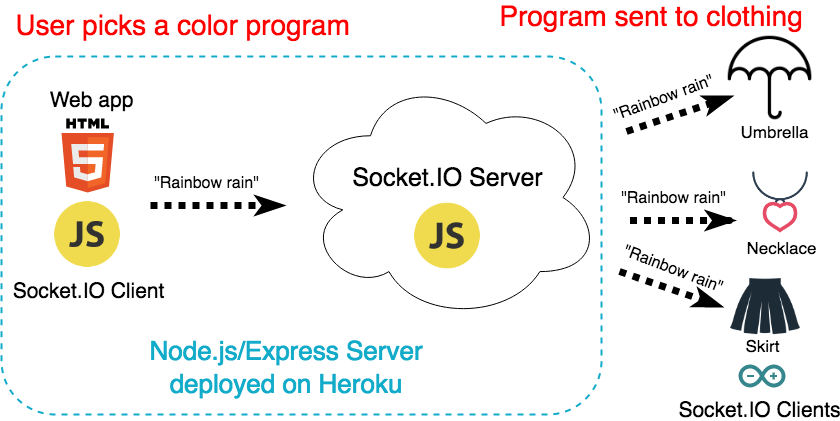 User picks a color program
Program sent to clothing
Web app
HTML
5
"Rainbow rain"
JS
Socket.IO Client
Socket.IO Server
JS
Node.js/Express Server
deployed on Heroku
"Rainbow rain"
Umbrella
"Rainbow rain"
Necklace
"Rainbow rain"
Skirt
Socket.IO Clients